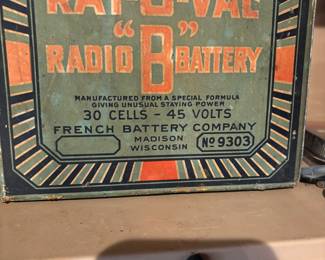 RAY-O-VAC
RADIO "B" BATTERY
MANUFACTURED FROM A SPECIAL FORMULA
GIVING UNUSUAL STAYING POWER
30 CELLS - 45 VOLTS
FRENCH BATTERY COMPANY
MADISON
WISCONSIN
No 9303